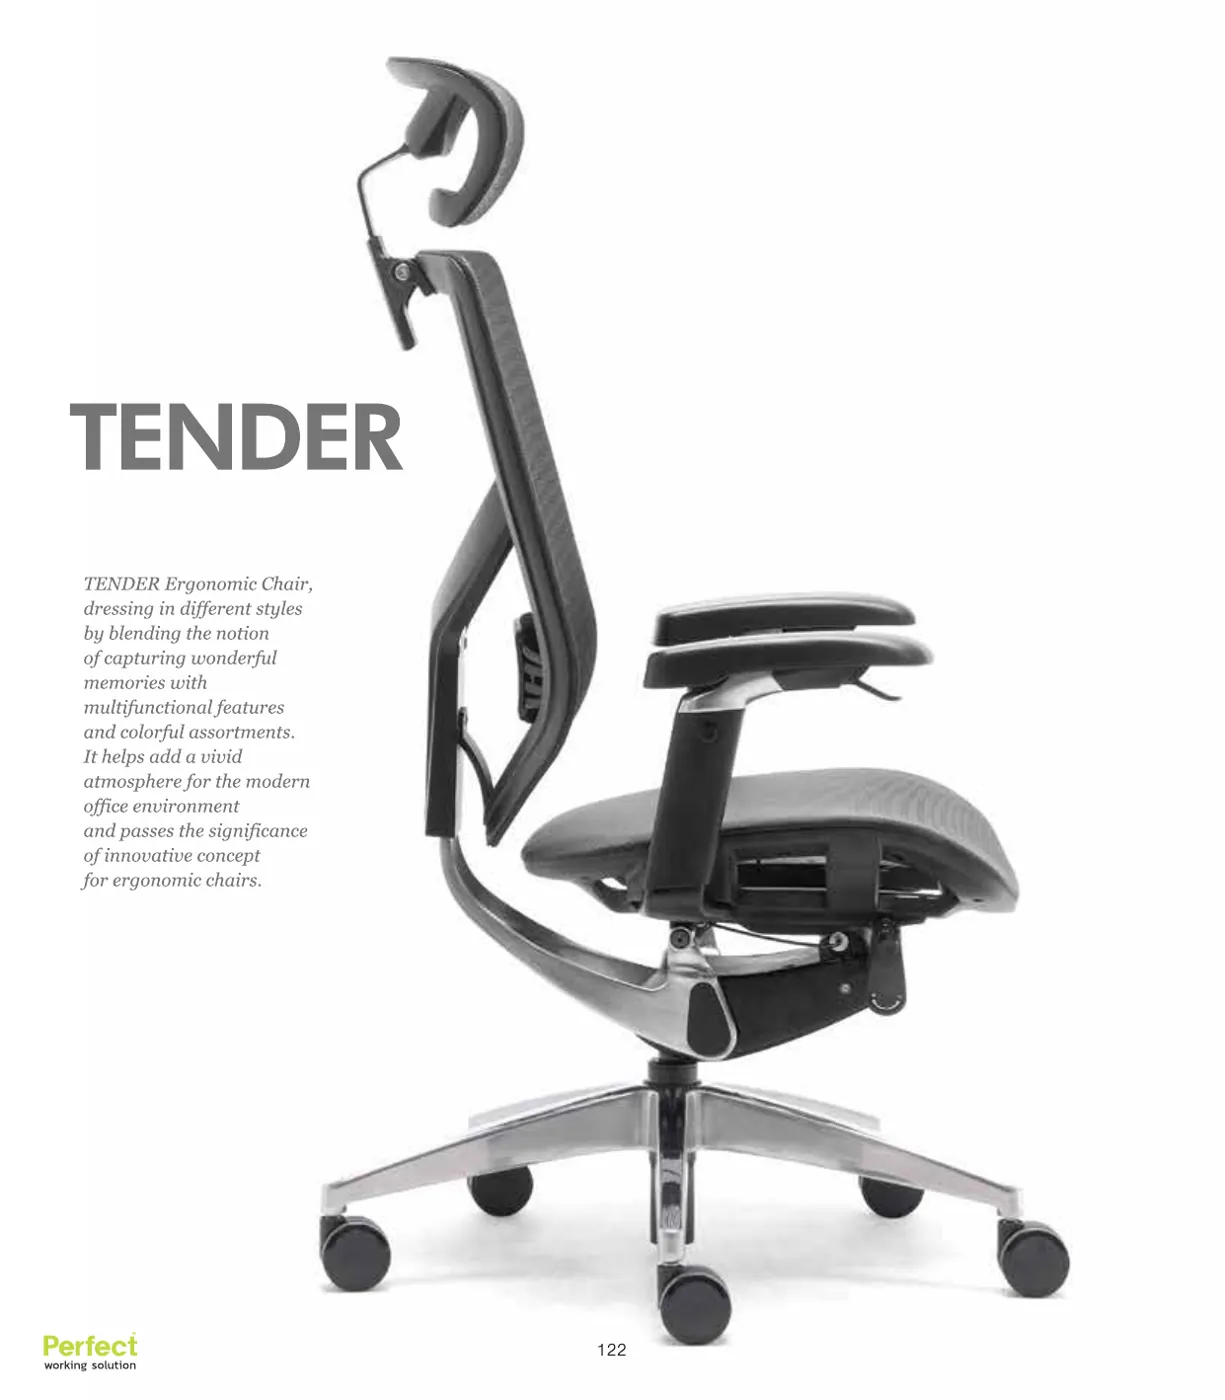 TENDER
TENDER Ergonomic Chair,
dressing in different styles
by blending the notion
of capturing wonderful
memories with
multifunctional features
and colorful assortments.
It helps add a vivid
atmosphere for the modern
office environment
and passes the significance
of innovative concept
for ergonomic chairs.
Perfect
working solution
122